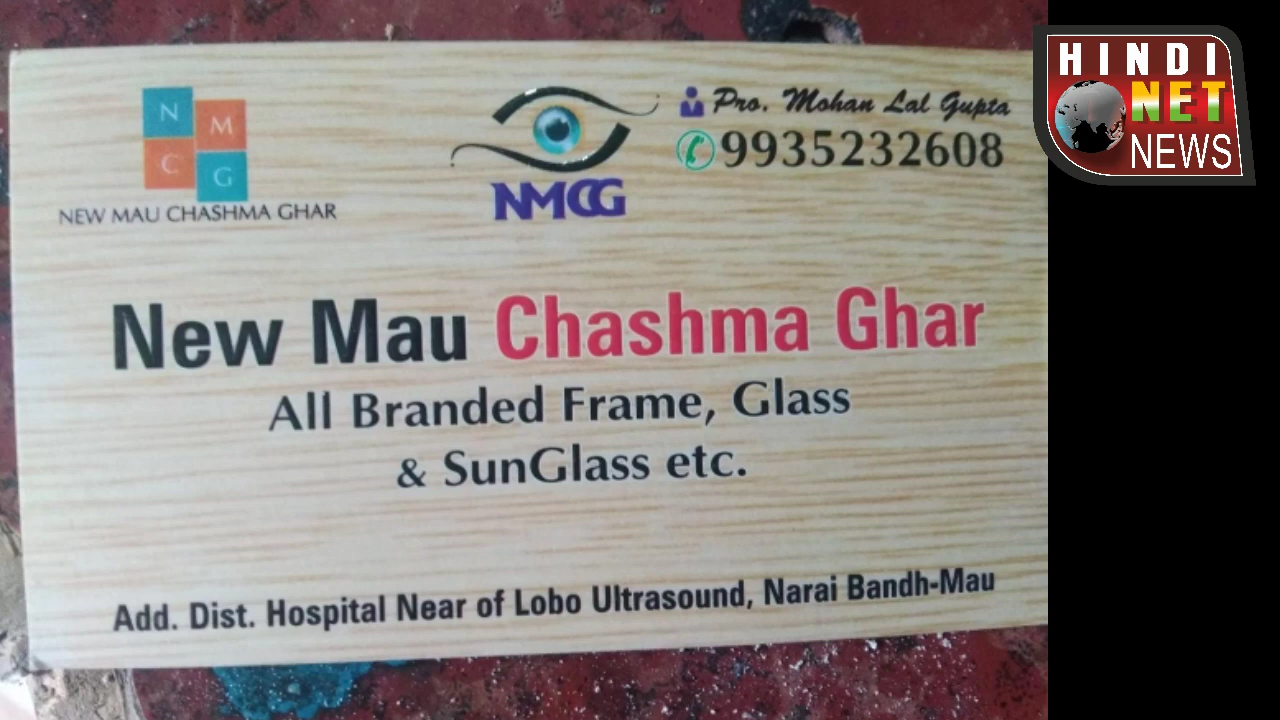 N
M
C
G
NEW MAU CHASHMA GHAR
NMCG
Pro. Mohan Lal Gupta
9935232608
New Mau Chashma Ghar
All Branded Frame, Glass
& SunGlass etc.
Add. Dist. Hospital Near of Lobo Ultrasound, Narai Bandh-Mau
HINDI
NET
NEWS